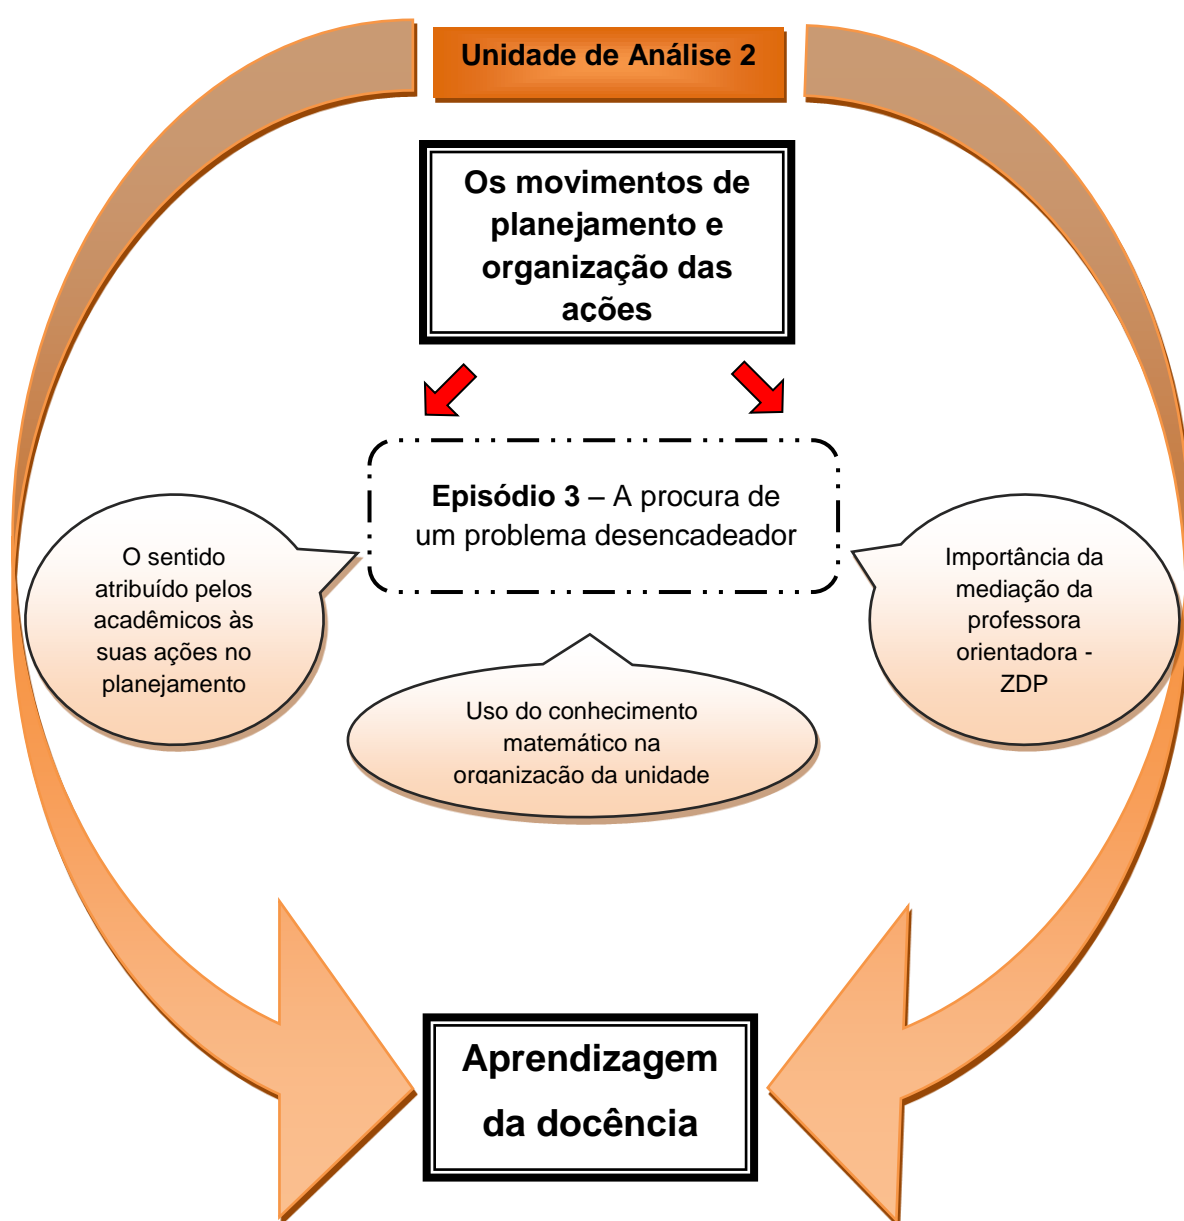 Unidade de Análise 2
Os movimentos de
planejamento e
organização das
ações
Episódio 3 – A procura de
um problema desencadeador
O sentido
atribuído pelos
acadêmicos às
suas ações no
planejamento
Uso do conhecimento
matemático na
organização da unidade
Importância da
mediação da
professora
orientadora -
ZDP
Aprendizagem
da docência